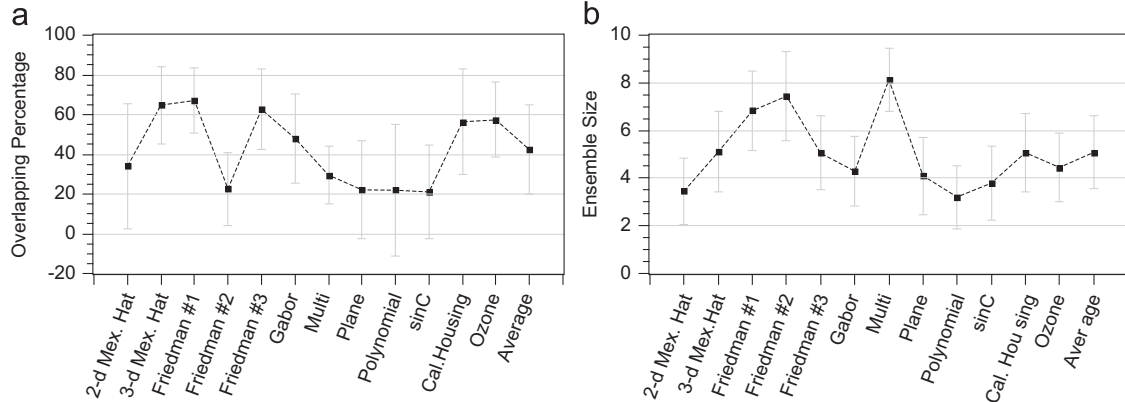 a
Overlapping Percentage
100
80
60
40
20
0
-20
2-d Mex. Hat
3-d Mex. Hat
Friedman #1
Friedman #2
Friedman #3
Gabor
Multi
Plane
Polynomial
sinC
Cal.Housing
Ozone
Average
b
Ensemble Size
10
8
6
4
2
0
2-d Mex. Hat
3-d Mex.Hat
Friedman #1
Friedman #2
Friedman #3
Gabor
Multi
Plane
Polynomial
sinC
Cal. Hou sing
Ozone
Aver age